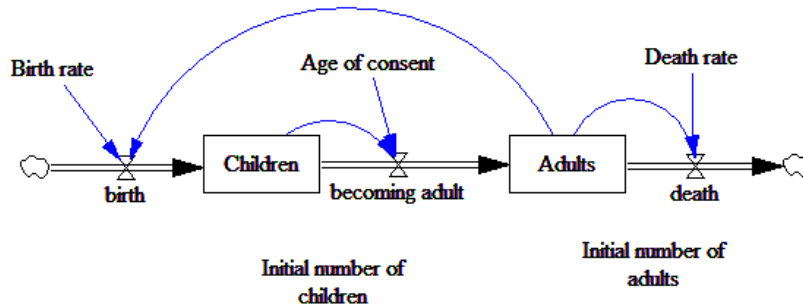 Birth rate
Age of consent
Death rate
Children
Adults
birth
becoming adult
death
Initial number of
children
Initial number of
adults